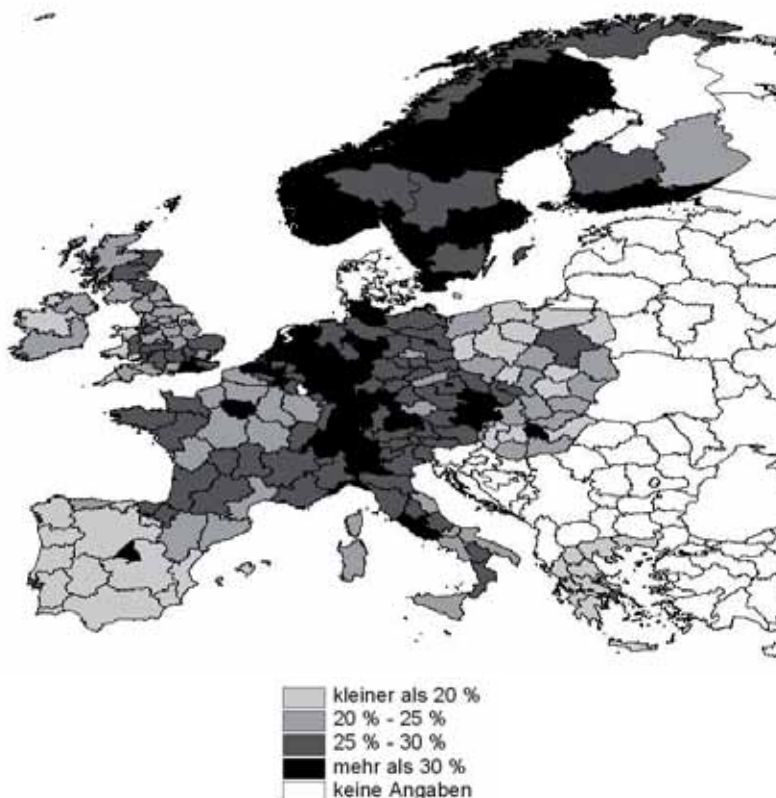 kleiner als 20 %
20 % - 25 %
25 % - 30 %
mehr als 30 %
keine Angaben